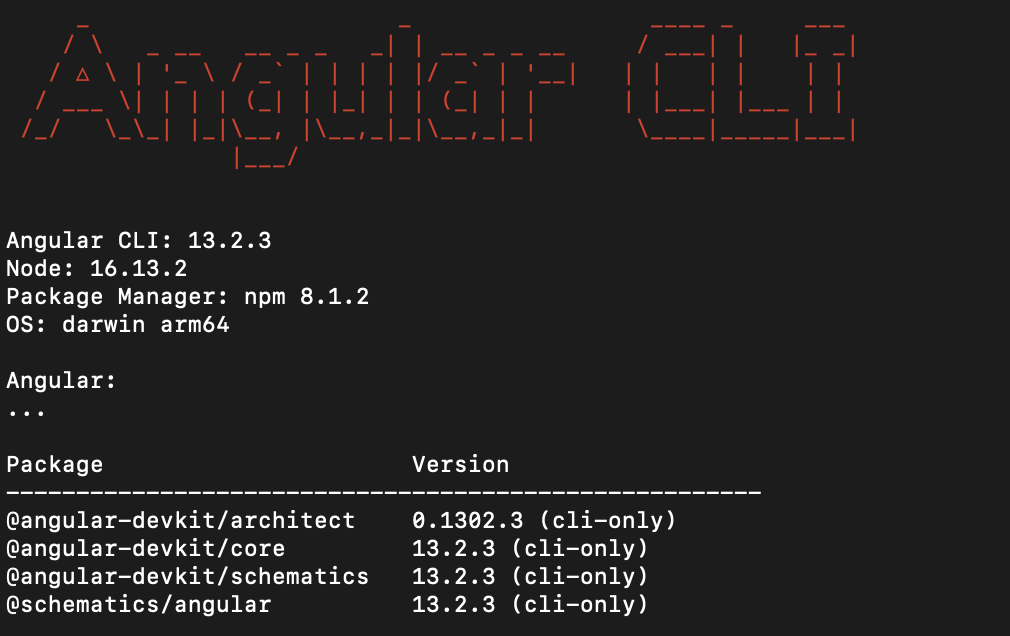 Angular CLI
Angular CLI: 13.2.3
Node: 16.13.2
Package Manager: npm 8.1.2
OS: darwin arm64
Angular:
...
Package Version
@angular-devkit/architect 0.1302.3 (cli-only)
@angular-devkit/core 13.2.3 (cli-only)
@angular-devkit/schematics 13.2.3 (cli-only)
@schematics/angular 13.2.3 (cli-only)